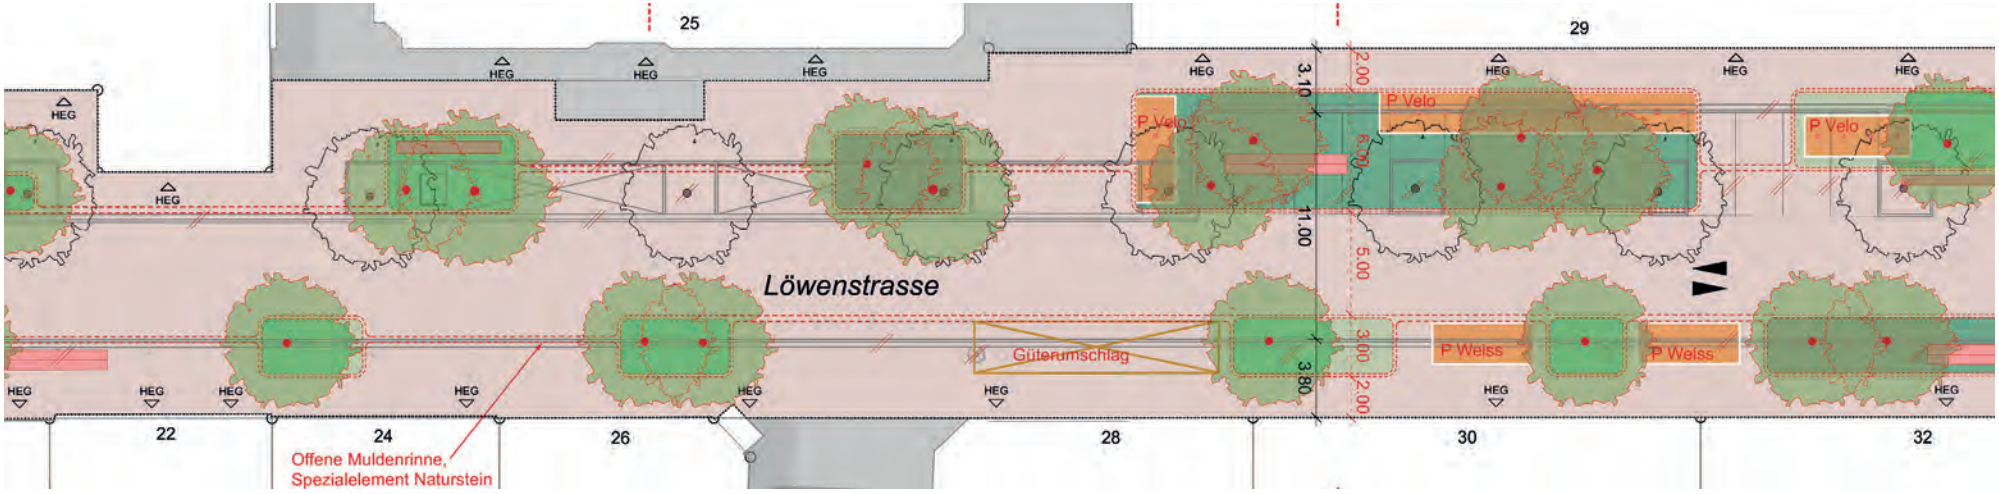 25
29
HEG
HEG
HEG
HEG
HEG
HEG
HEG
HEG
HEG
P Velo
P Velo
P Velo
3.10
2.00
6.00
11.00
5.00
3.00
3.80
2.00
Löwenstrasse
Güterumschlag
P Weiss
P Weiss
HEG
HEG
HEG
HEG
HEG
HEG
HEG
HEG
22
24
26
28
30
32
Offene Muldenrinne,
Spezialelement Naturstein